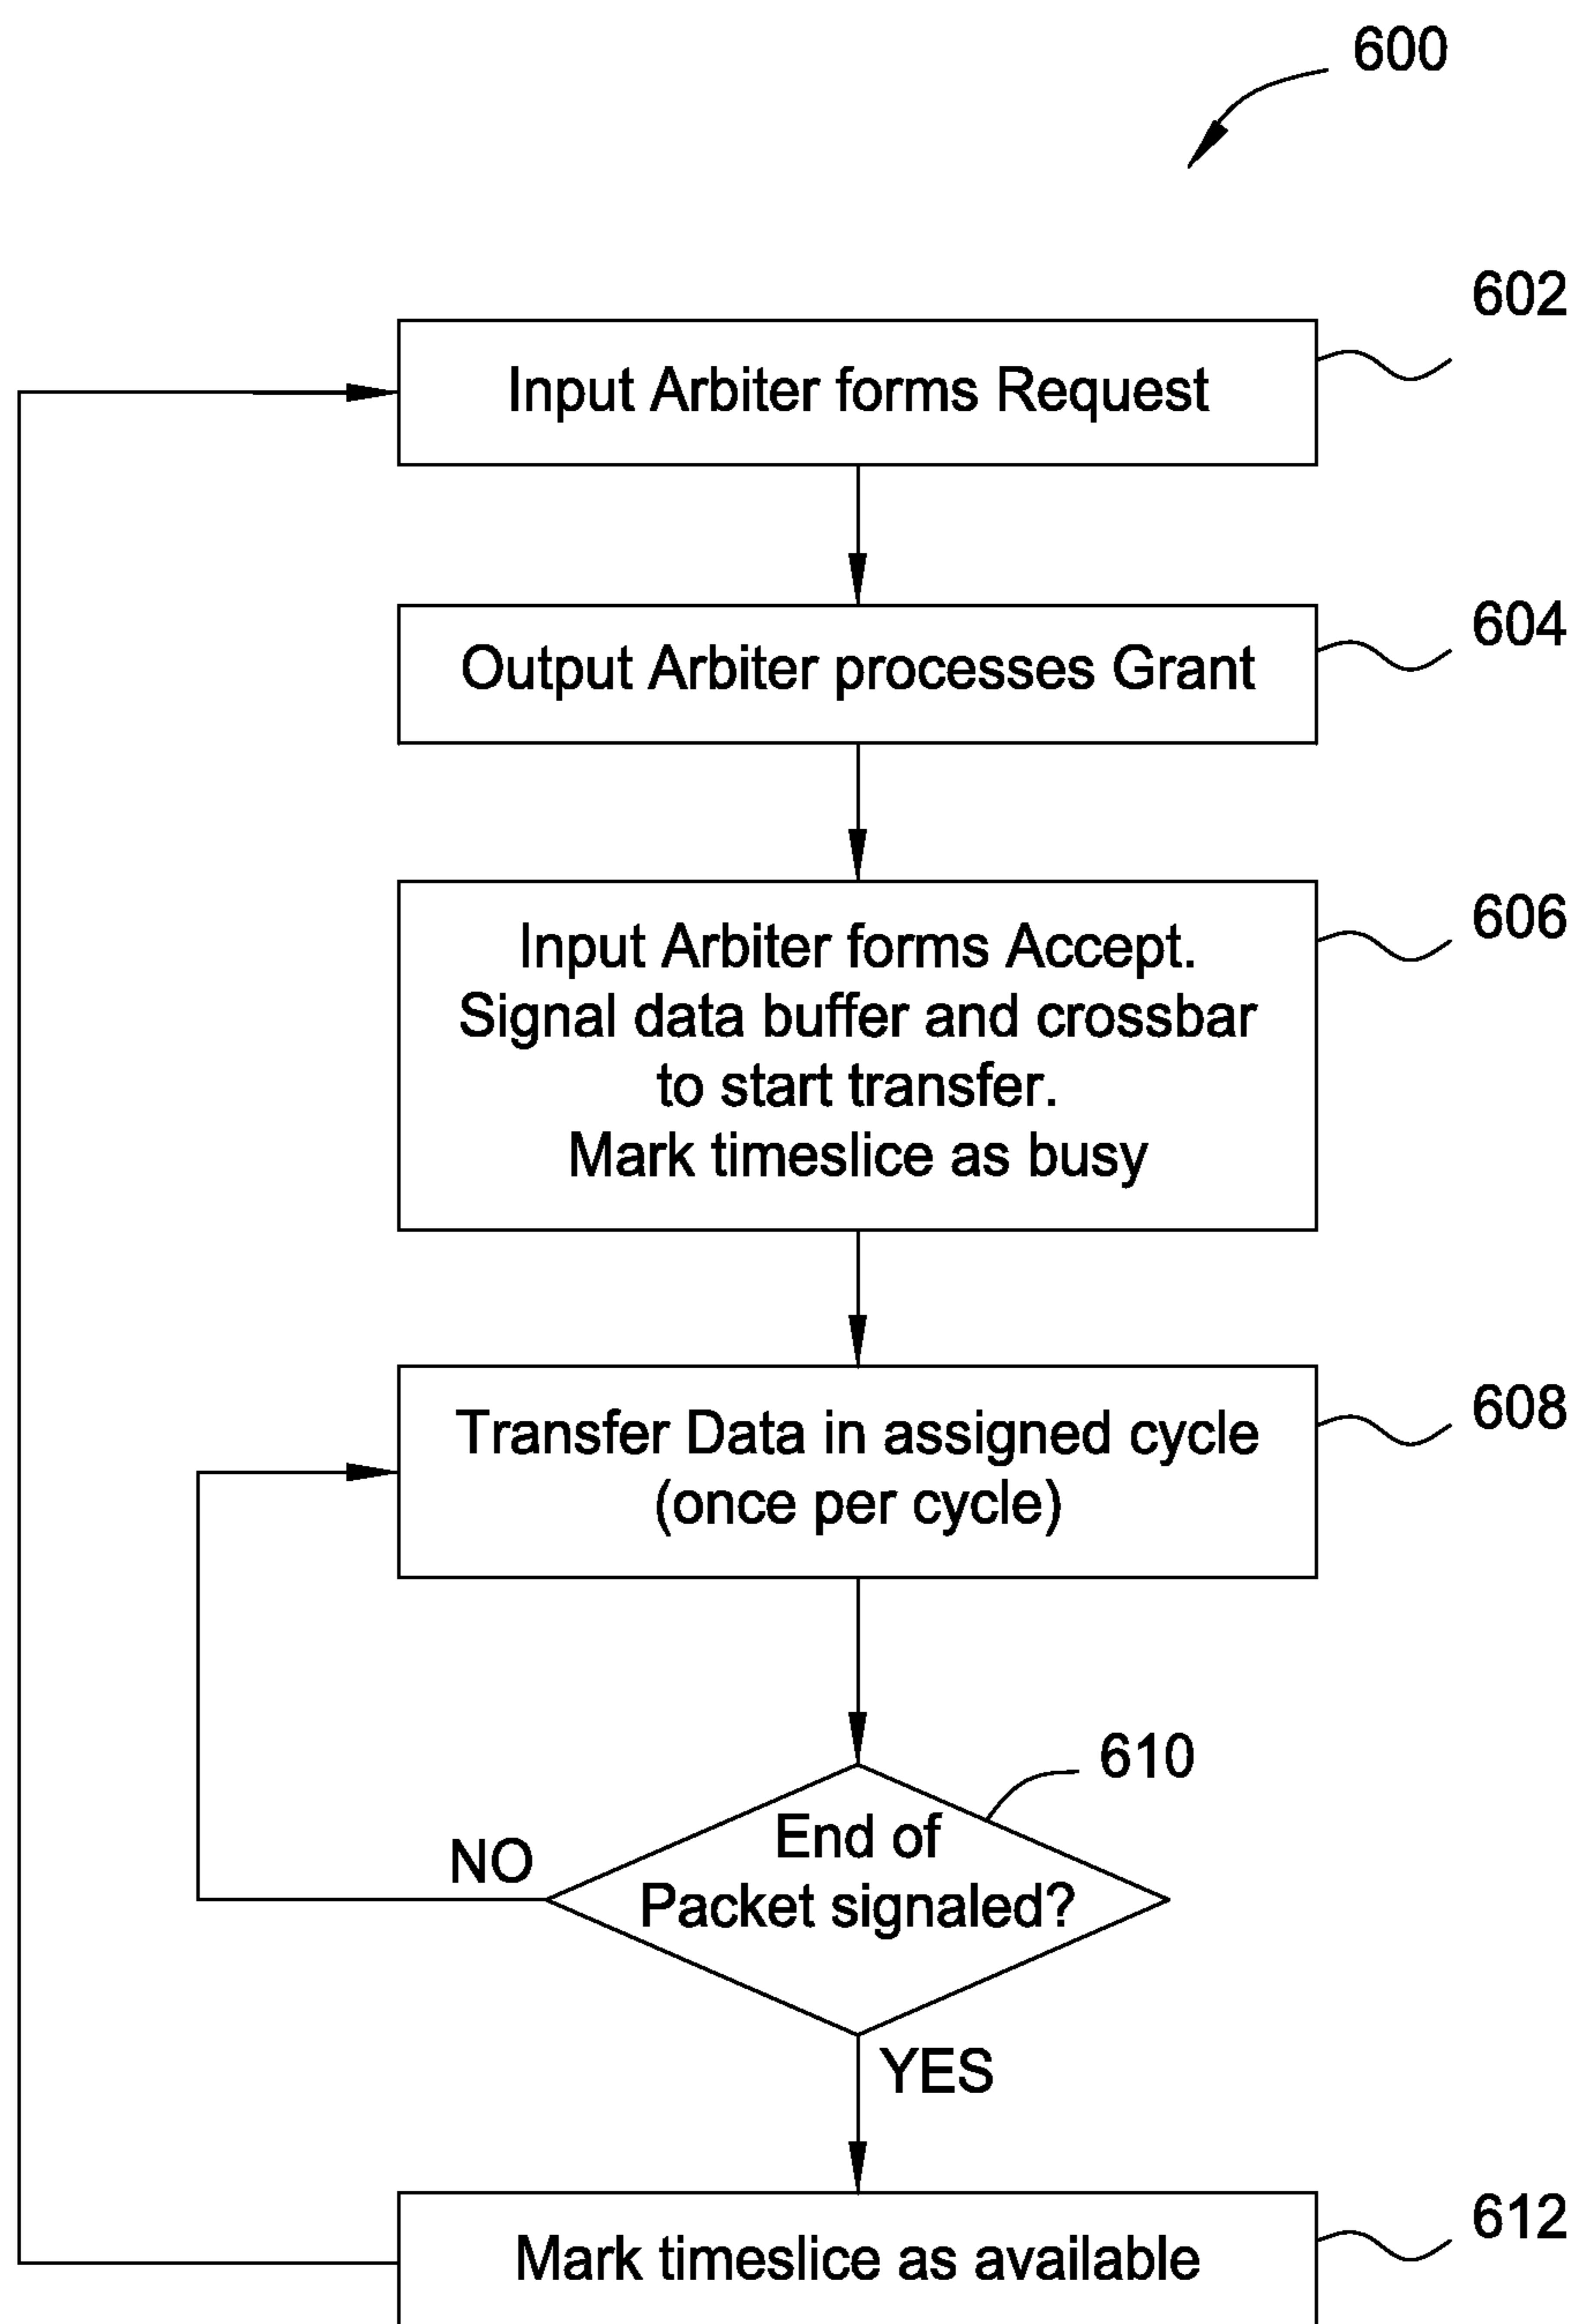 600
602
Input Arbiter forms Request
604
Output Arbiter processes Grant
606
Input Arbiter forms Accept.
Signal data buffer and crossbar
to start transfer.
Mark timeslice as busy
608
Transfer Data in assigned cycle
(once per cycle)
610
End of
NO
Packet signaled?
YES
612
Mark timeslice as available